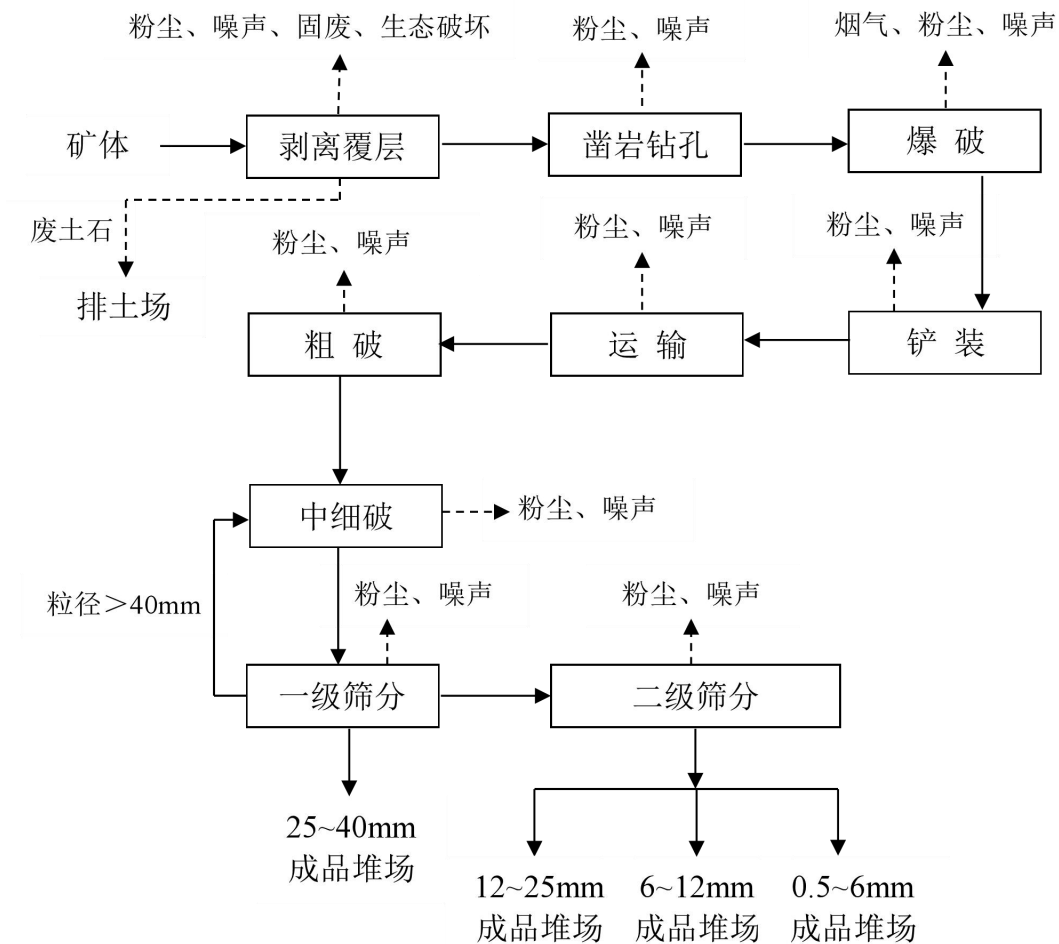 粉尘、噪声、固废、生态破坏
粉尘、噪声
烟气、粉尘、噪声
矿体
剥离覆层
凿岩钻孔
爆 破
废土石
排土场
粉尘、噪声
粉尘、噪声
粉尘、噪声
粗 破
运 输
铲 装
中细破
粉尘、噪声
粒径＞40mm
粉尘、噪声
粉尘、噪声
一级筛分
二级筛分
25~40mm
成品堆场
12~25mm
成品堆场
6~12mm
成品堆场
0.5~6mm
成品堆场